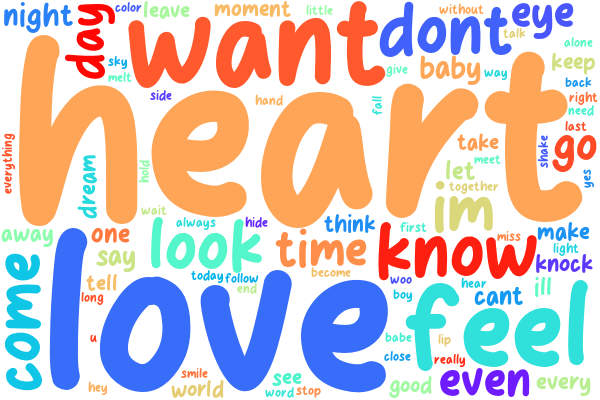 night
day
color
leave
moment
little
without
eye
dont
want
talk
alone
sky
melt
give
baby
way
keep
back
heart
side
hand
fall
right
need
last
go
take
meet
shake
yes
everything
dream
hold
let
together
im
wait
always
hide
think
first
miss
make
away
one
say
look
time
know
light
knock
come
tell
long
today
follow
end
become
woo
boy
hear
cant
ill
love
feel
u
babe
lip
close
really
hey
smile
world
see
word
stop
good
even
every